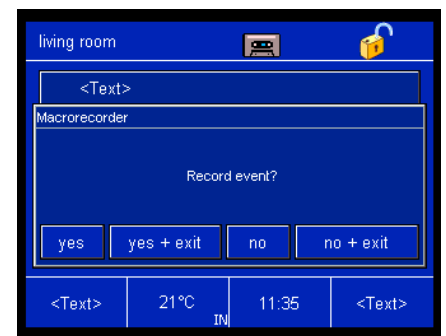 living room
<Text>
Macrorecorder
Record event?
yes yes + exit no no + exit
<Text> 21°C IN 11:35 <Text>